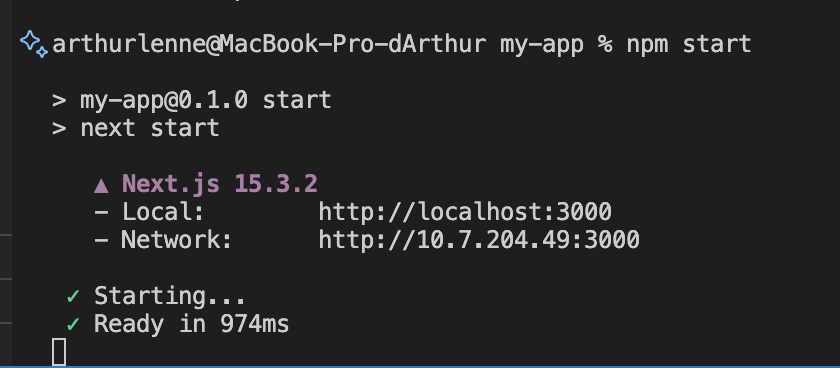 arthurlenne@MacBook-Pro-dArthur my-app % npm start
> my-app@0.1.0 start
> next start
▲ Next.js 15.3.2
- Local: http://localhost:3000
- Network: http://10.7.204.49:3000
✓ Starting...
✓ Ready in 974ms